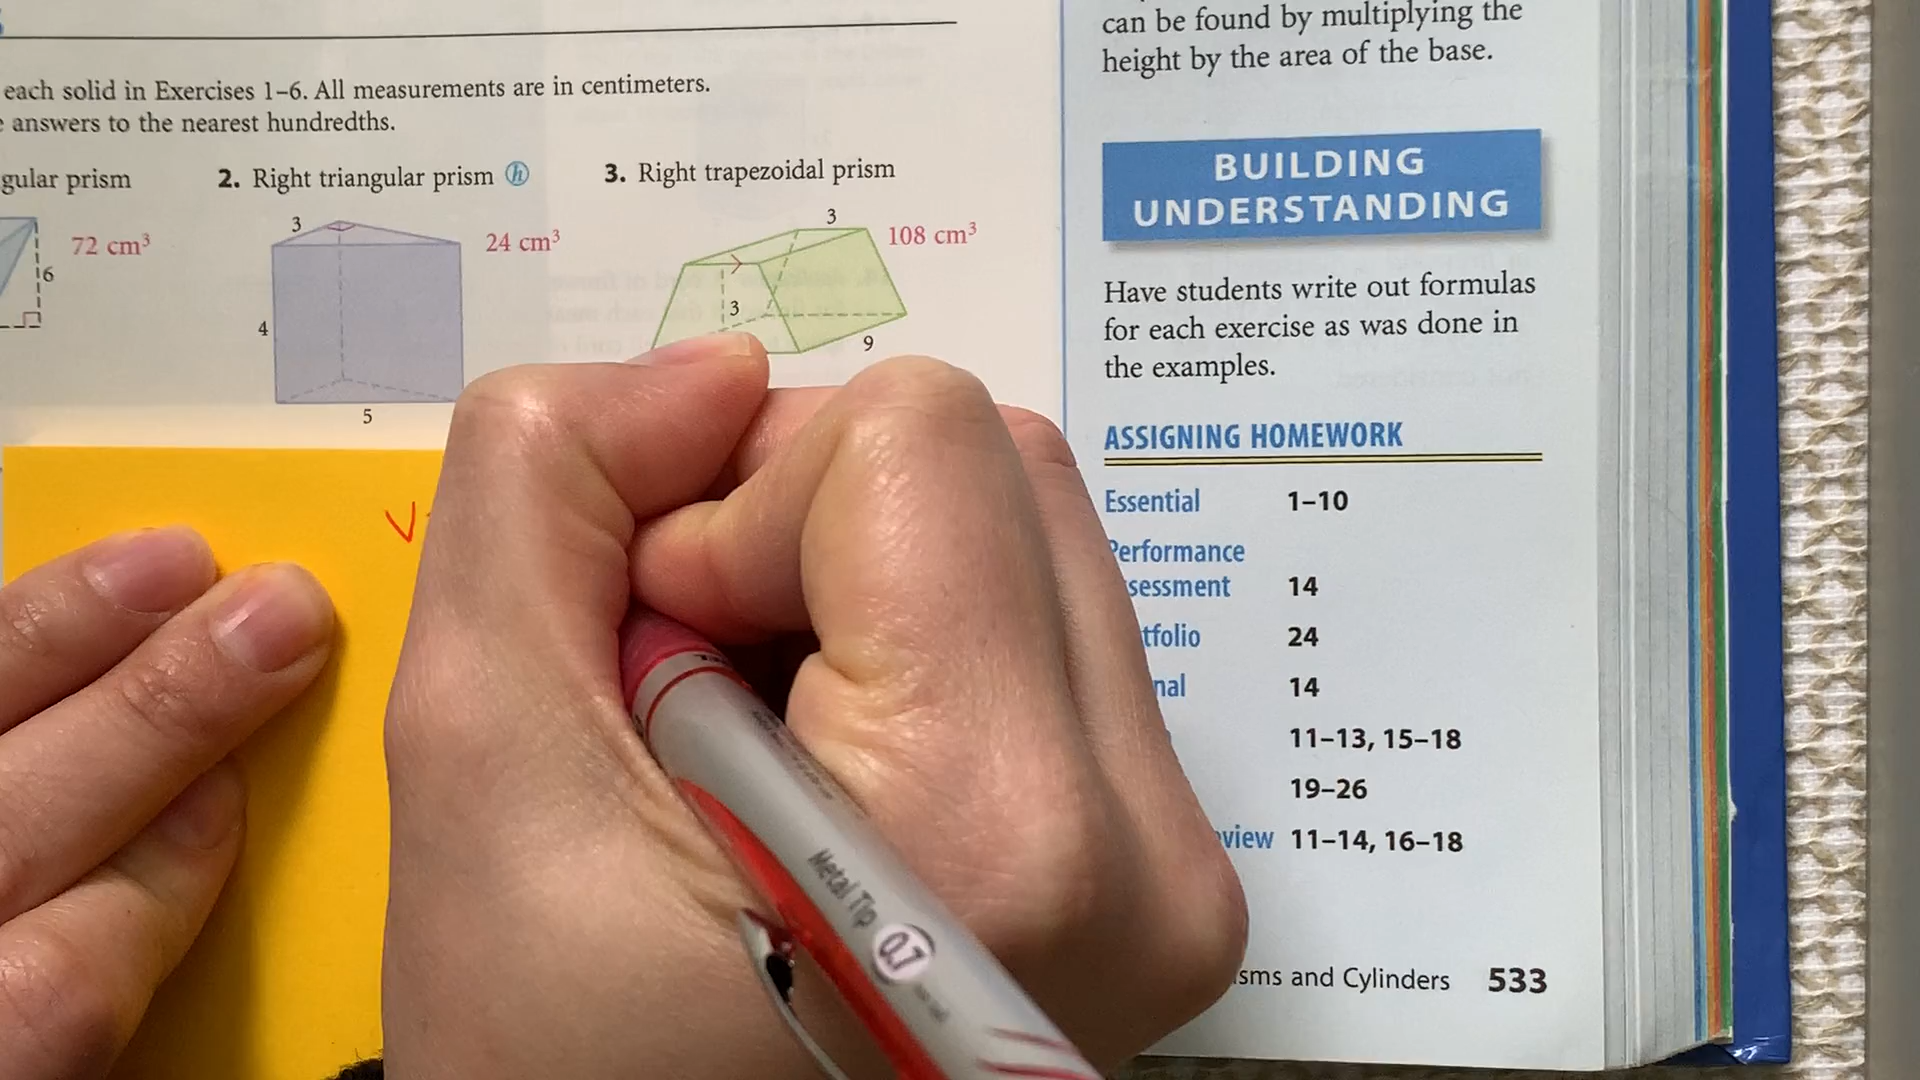 each solid in Exercises 1–6. All measurements are in centimeters.
answers to the nearest hundredths.
gular prism
72 cm³
6
2. Right triangular prism h
3
24 cm³
4
5
3. Right trapezoidal prism
3
108 cm³
3
9
V
Metal Tip 0.7
can be found by multiplying the
height by the area of the base.
BUILDING
UNDERSTANDING
Have students write out formulas
for each exercise as was done in
the examples.
ASSIGNING HOMEWORK
Essential 1–10
Performance
sessment 14
tfolio 24
nal 14
11–13, 15–18
19–26
view 11–14, 16–18
sms and Cylinders 533